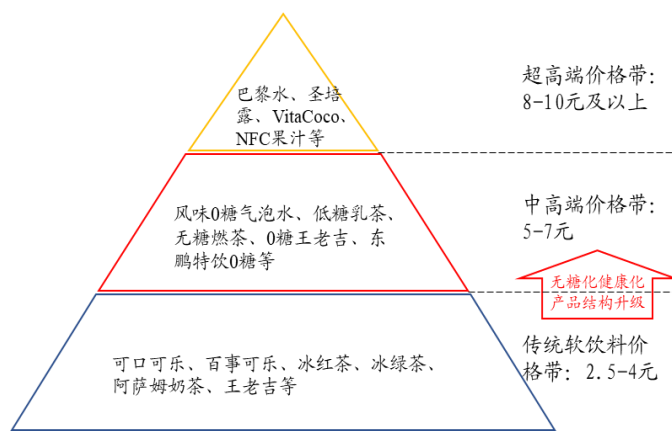 巴黎水、圣培
露、VitaCoco、
NFC果汁等
超高端价格带：
8-10元及以上
风味0糖气泡水、低糖乳茶、
无糖燃茶、0糖王老吉、东
鹏特饮0糖等
中高端价格带：
5-7元
无糖化健康化
产品结构升级
可口可乐、百事可乐、冰红茶、冰绿茶、
阿萨姆奶茶、王老吉等
传统软饮料价
格带：2.5-4元